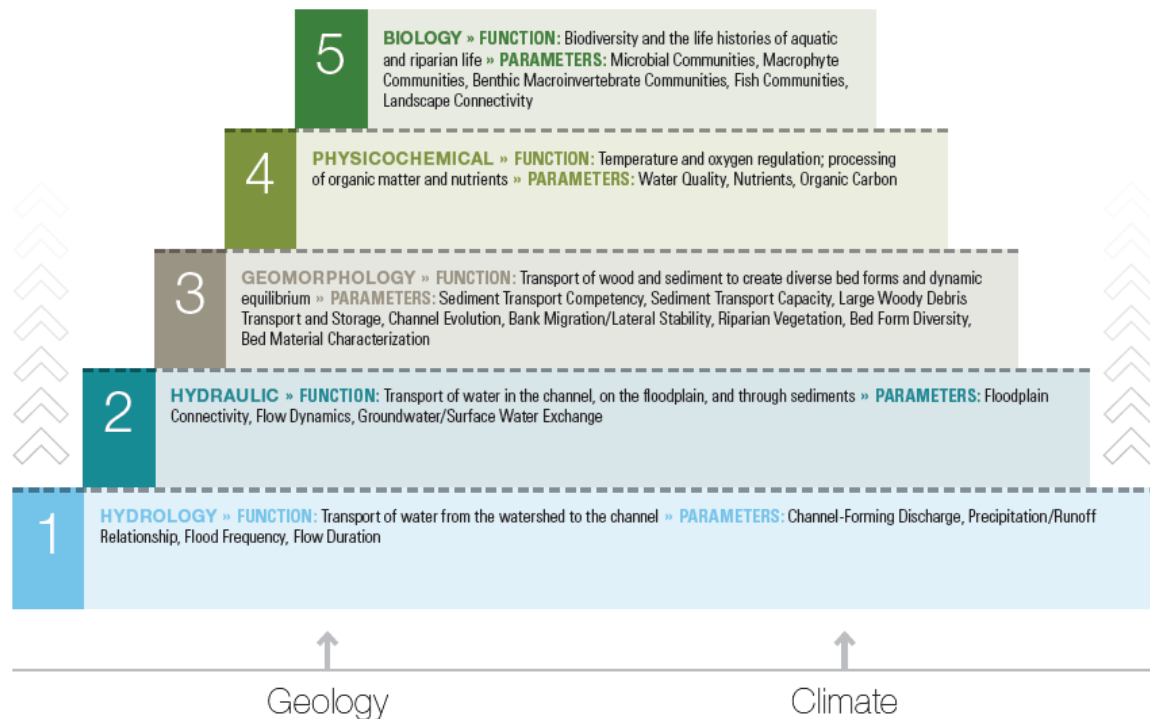 5
BIOLOGY » FUNCTION: Biodiversity and the life histories of aquatic
and riparian life » PARAMETERS: Microbial Communities, Macrophyte
Communities, Benthic Macroinvertebrate Communities, Fish Communities,
Landscape Connectivity
4
PHYSICOCHEMICAL » FUNCTION: Temperature and oxygen regulation; processing
of organic matter and nutrients » PARAMETERS: Water Quality, Nutrients, Organic Carbon
3
GEOMORPHOLOGY » FUNCTION: Transport of wood and sediment to create diverse bed forms and dynamic
equilibrium » PARAMETERS: Sediment Transport Competency, Sediment Transport Capacity, Large Woody Debris
Transport and Storage, Channel Evolution, Bank Migration/Lateral Stability, Riparian Vegetation, Bed Form Diversity,
Bed Material Characterization
2
HYDRAULIC » FUNCTION: Transport of water in the channel, on the floodplain, and through sediments » PARAMETERS: Floodplain
Connectivity, Flow Dynamics, Groundwater/Surface Water Exchange
1
HYDROLOGY » FUNCTION: Transport of water from the watershed to the channel » PARAMETERS: Channel-Forming Discharge, Precipitation/Runoff
Relationship, Flood Frequency, Flow Duration
Geology
Climate